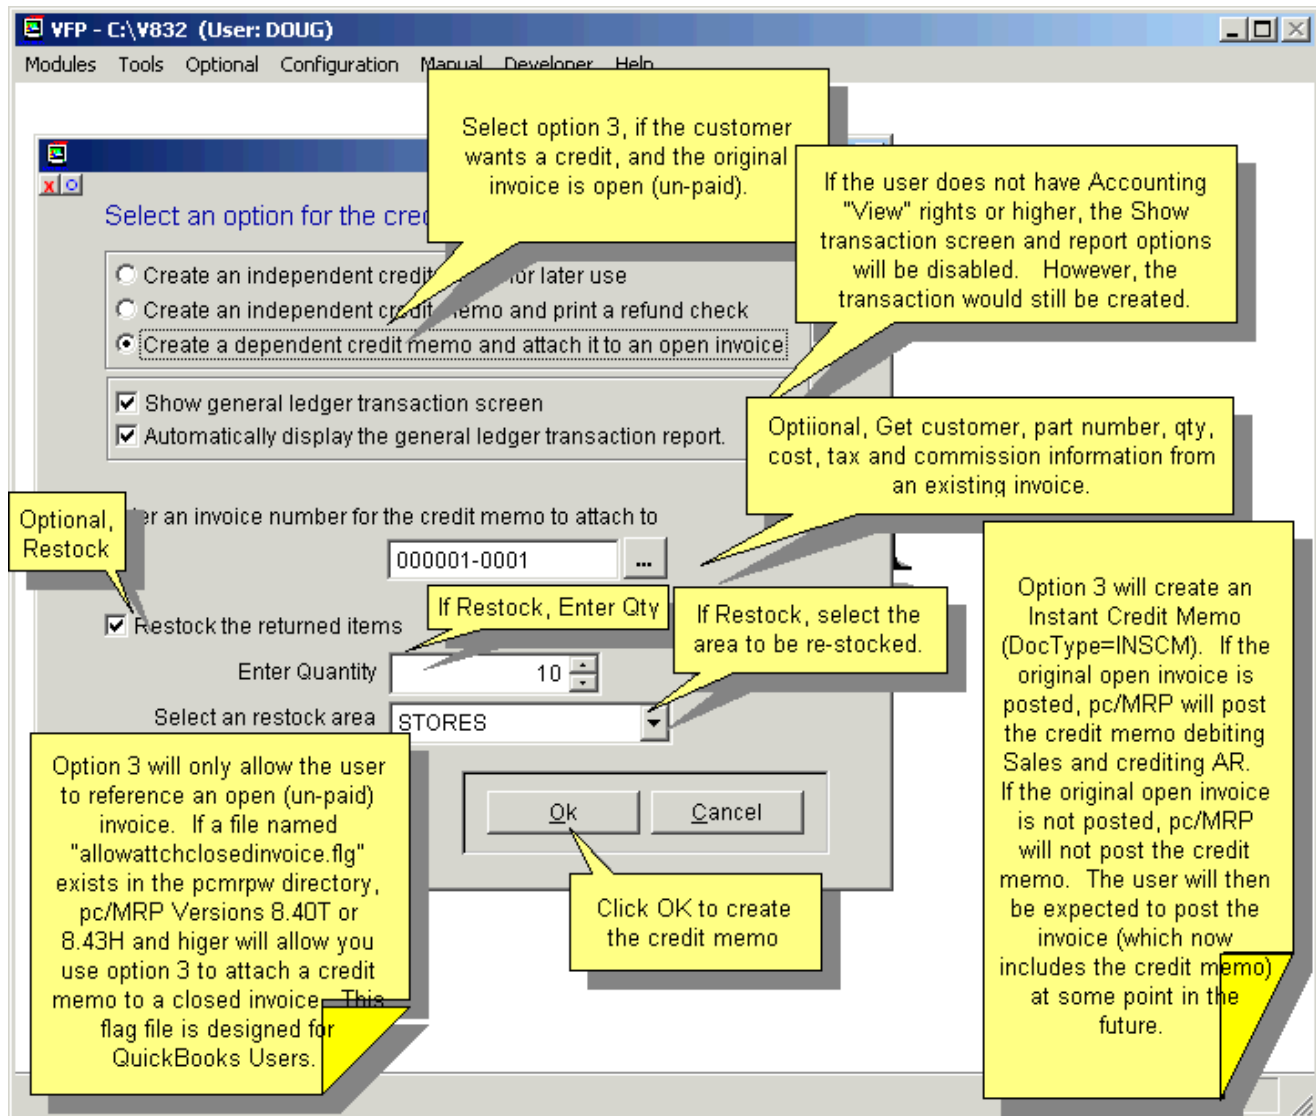 VFP - C:\V832 (User: DOUG)
Modules Tools Optional Configuration Manual Developer Help
Select option 3, if the customer
wants a credit, and the original
invoice is open (un-paid).
If the user does not have Accounting
"View" rights or higher, the Show
transaction screen and report options
will be disabled. However, the
transaction would still be created.
Select an option for the cre
Create an independent credit for later use
Create an independent credit memo and print a refund check
Create a dependent credit memo and attach it to an open invoice
Show general ledger transaction screen
Automatically display the general ledger transaction report.
Optiional, Get customer, part number, qty,
cost, tax and commission information from
an existing invoice.
Optional,
Restock
er an invoice number for the credit memo to attach to
000001-0001 ...
If Restock, Enter Qty
If Restock, select the
area to be re-stocked.
Restock the returned items
Enter Quantity 10
Select an restock area STORES
Option 3 will create an
Instant Credit Memo
(DocType=INSCM). If the
original open invoice is
posted, pc/MRP will post
the credit memo debiting
Sales and crediting AR.
If the original open invoice
is not posted, pc/MRP
will not post the credit
memo. The user will then
be expected to post the
invoice (which now
includes the credit memo)
at some point in the
future.
Option 3 will only allow the user
to reference an open (un-paid)
invoice. If a file named
"allowattchclosedinvoice.flg"
exists in the pcmrpw directory,
pc/MRP Versions 8.40T or
8.43H and higer will allow you
use option 3 to attach a credit
memo to a closed invoice. This
flag file is designed for
QuickBooks Users.
Ok Cancel
Click OK to create
the credit memo